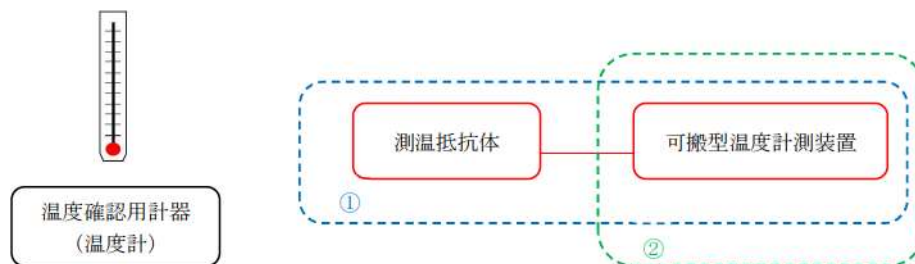 温度確認用計器
（温度計）
測温抵抗体
可搬型温度計測装置
①
②